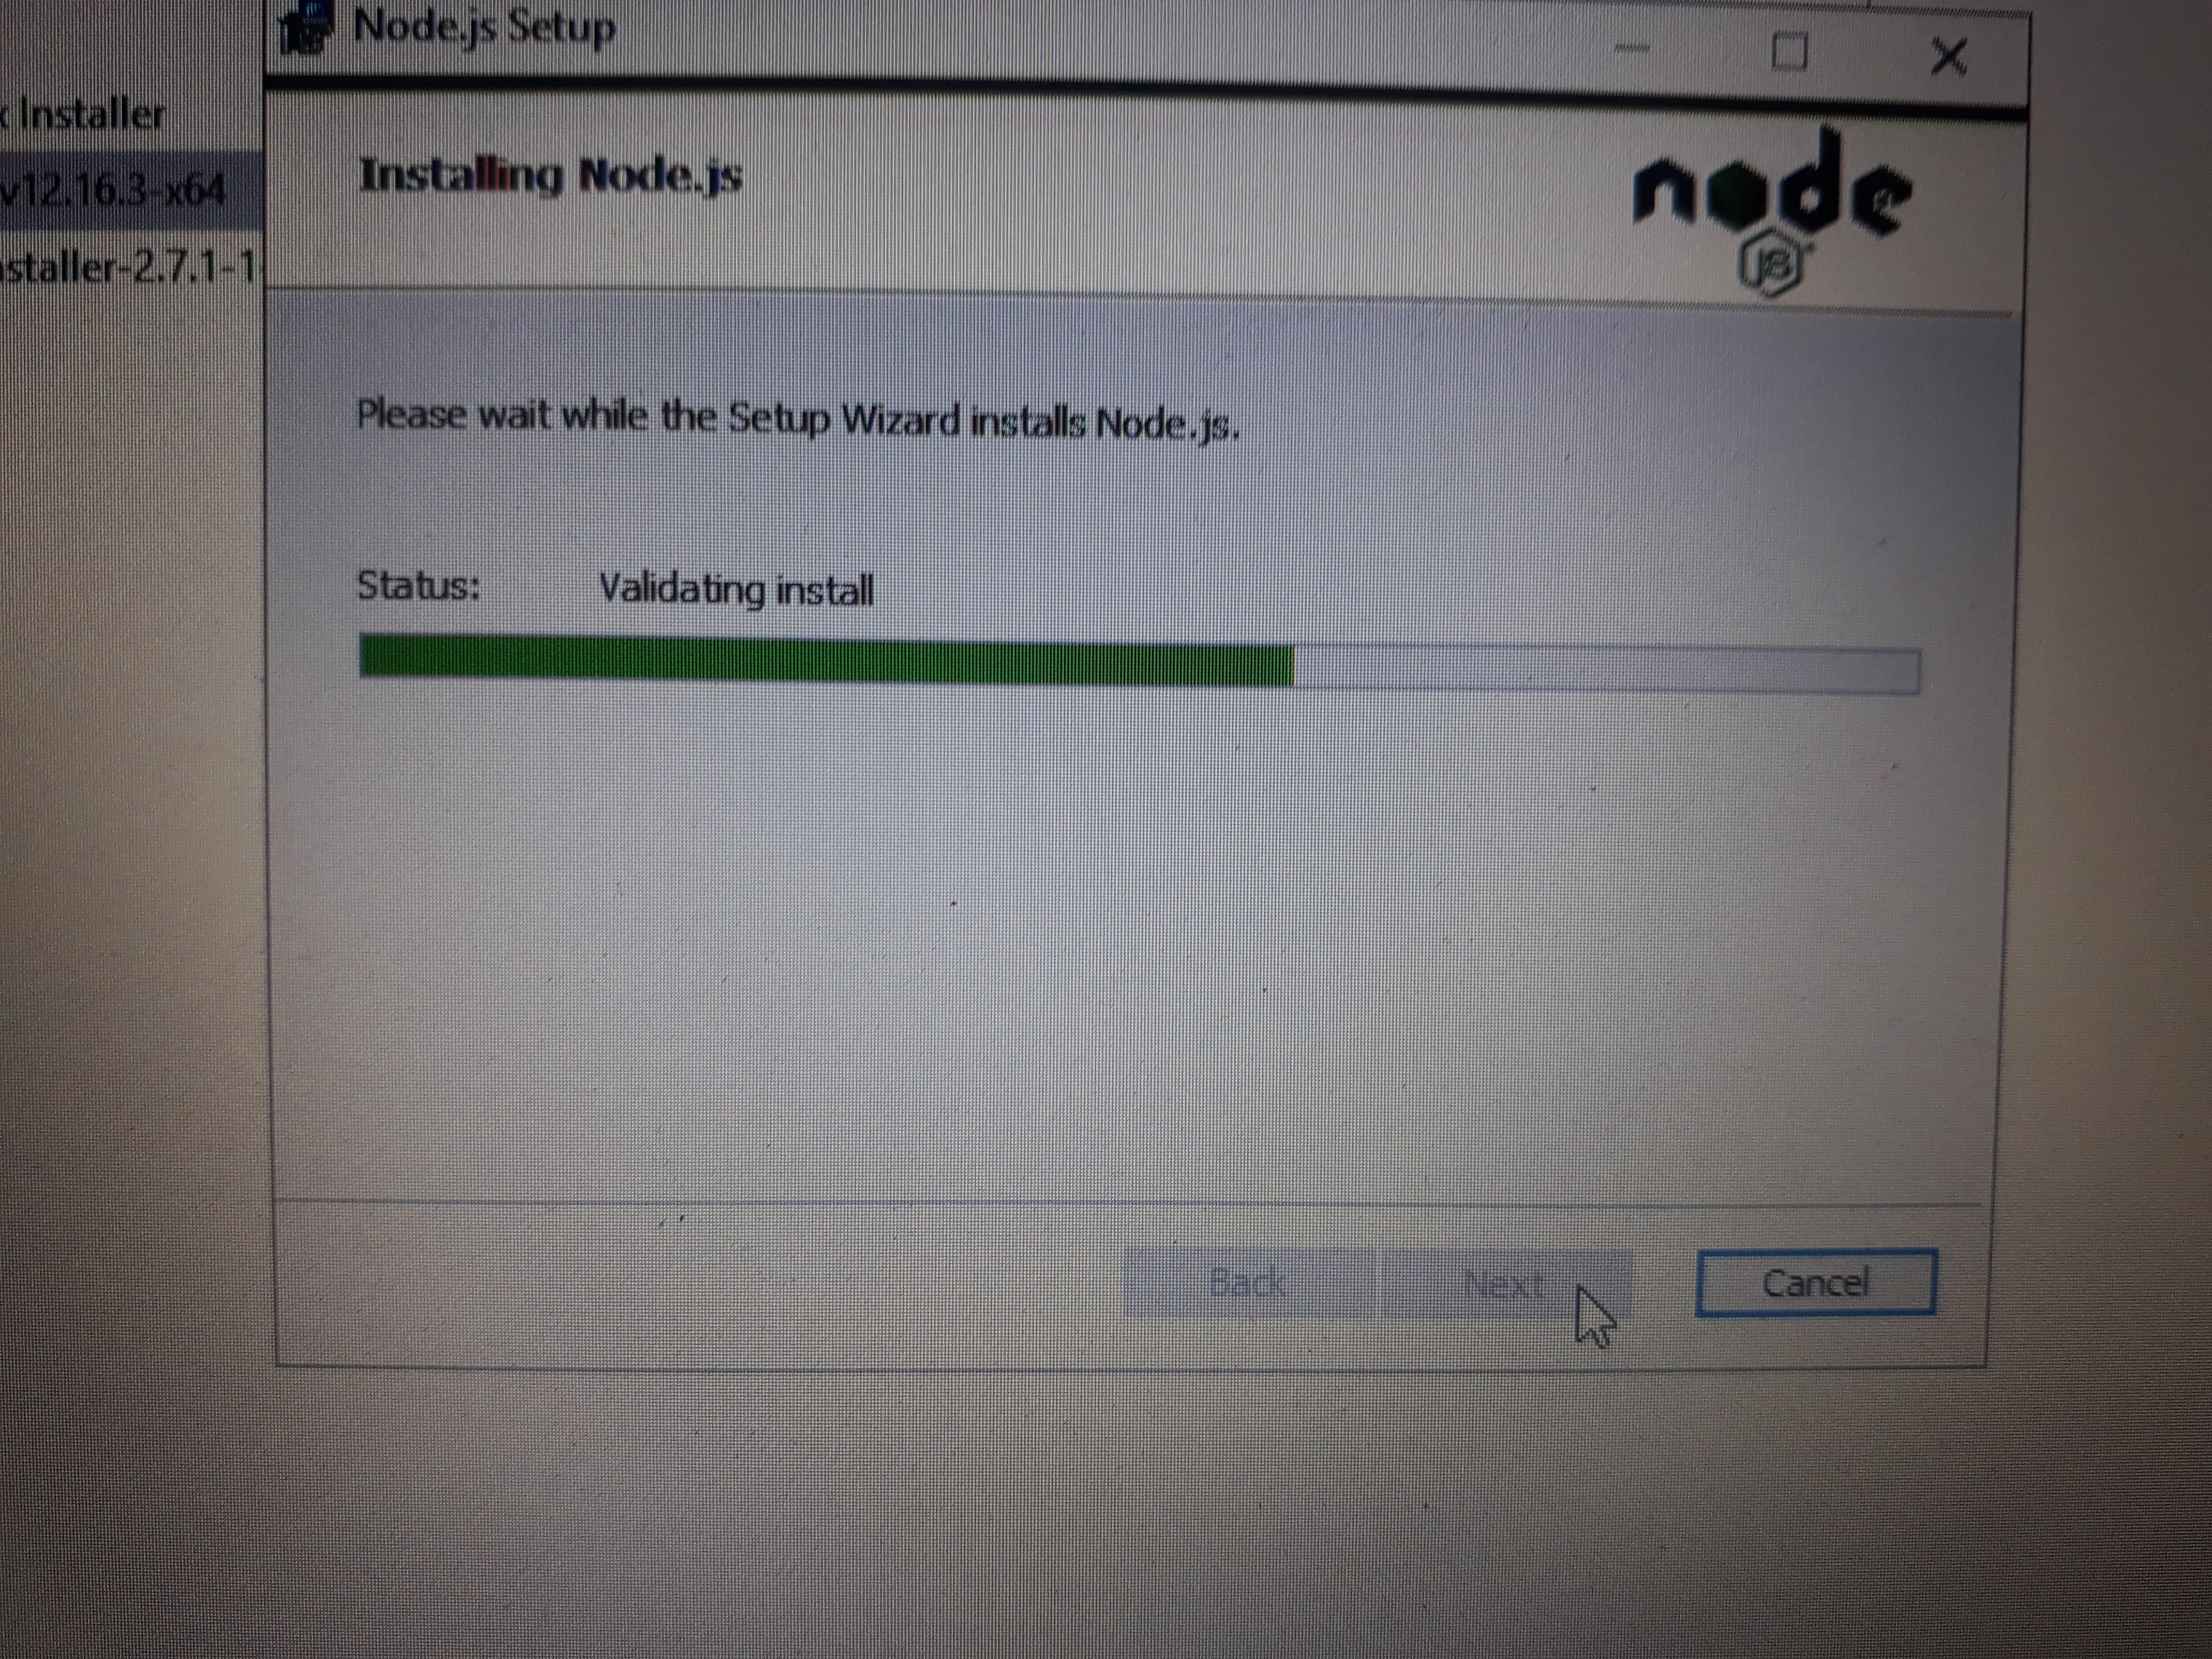 Node.js Setup
Installer
v12.16.3-x64
staller-2.7.1-1
Installing Node.js
node
JS
Please wait while the Setup Wizard installs Node.js.
Status: Validating install
Back Next Cancel